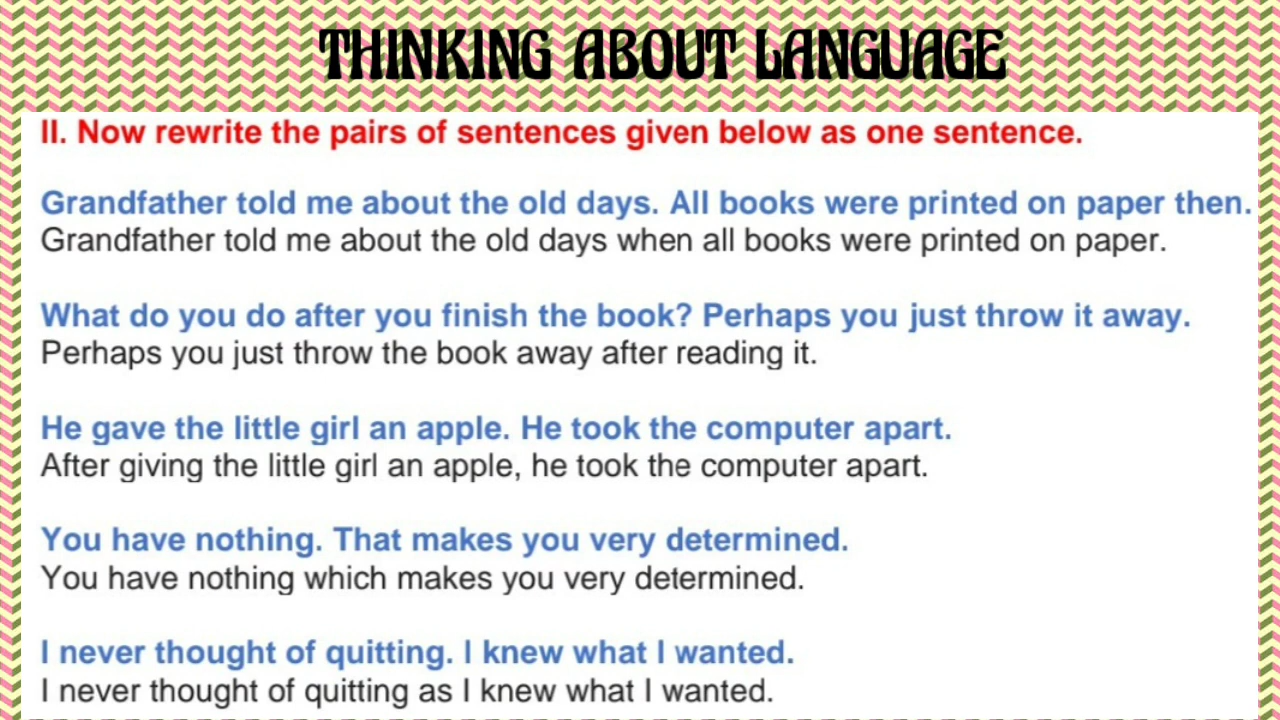 THINKING ABOUT LANGUAGE
II. Now rewrite the pairs of sentences given below as one sentence.
Grandfather told me about the old days. All books were printed on paper then.
Grandfather told me about the old days when all books were printed on paper.
What do you do after you finish the book? Perhaps you just throw it away.
Perhaps you just throw the book away after reading it.
He gave the little girl an apple. He took the computer apart.
After giving the little girl an apple, he took the computer apart.
You have nothing. That makes you very determined.
You have nothing which makes you very determined.
I never thought of quitting. I knew what I wanted.
I never thought of quitting as I knew what I wanted.